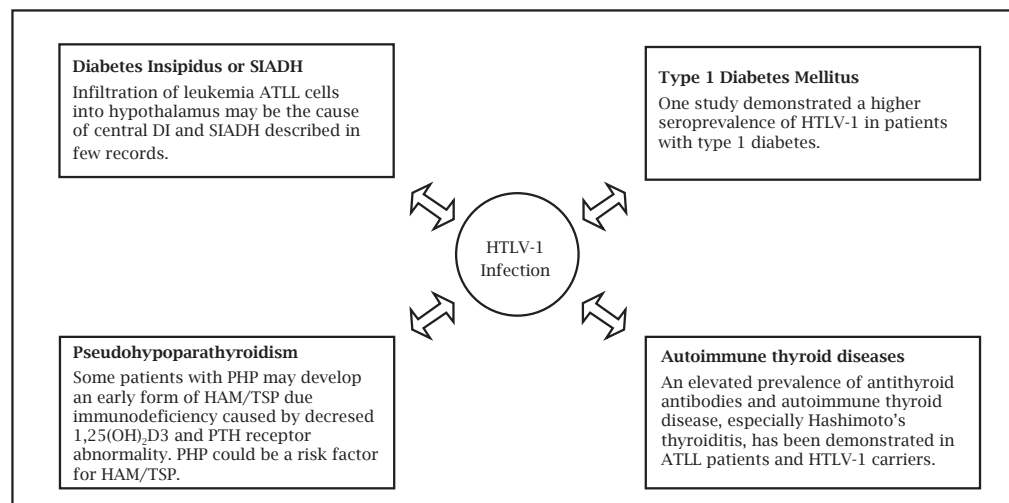 Diabetes Insipidus or SIADH
Infiltration of leukemia ATLL cells
into hypothalamus may be the cause
of central DI and SIADH described in
few records.
Type 1 Diabetes Mellitus
One study demonstrated a higher
seroprevalence of HTLV-1 in patients
with type 1 diabetes.
HTLV-1
Infection
Pseudohypoparathyroidism
Some patients with PHP may develop
an early form of HAM/TSP due
immunodeficiency caused by decresed
1,25(OH)₂D3 and PTH receptor
abnormality. PHP could be a risk factor
for HAM/TSP.
Autoimmune thyroid diseases
An elevated prevalence of antithyroid
antibodies and autoimmune thyroid
disease, especially Hashimoto's
thyroiditis, has been demonstrated in
ATLL patients and HTLV-1 carriers.